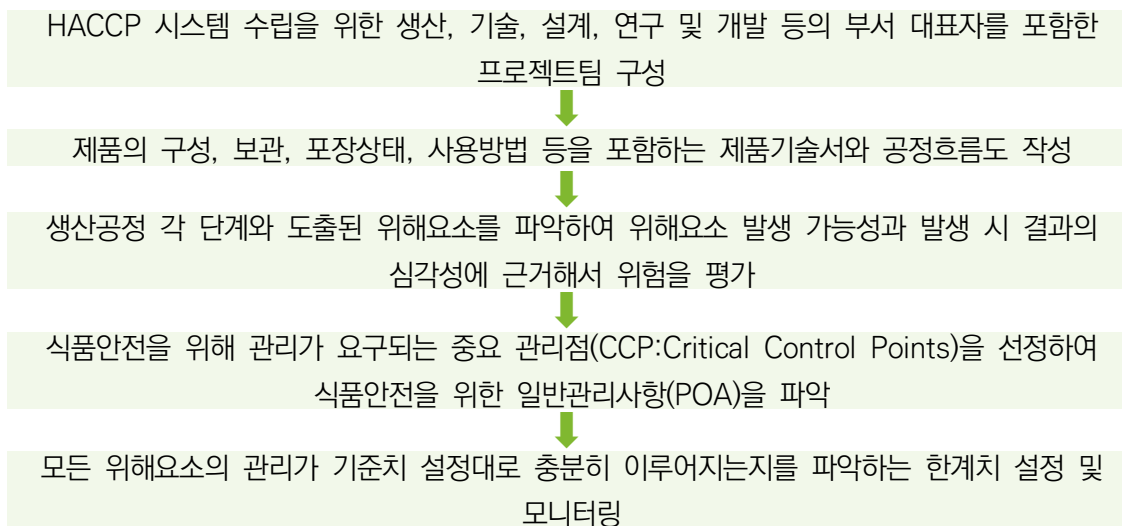 HACCP 시스템 수립을 위한 생산, 기술, 설계, 연구 및 개발 등의 부서 대표자를 포함한
프로젝트팀 구성
제품의 구성, 보관, 포장상태, 사용방법 등을 포함하는 제품기술서와 공정흐름도 작성
생산공정 각 단계와 도출된 위해요소를 파악하여 위해요소 발생 가능성과 발생 시 결과의
심각성에 근거해서 위험을 평가
식품안전을 위해 관리가 요구되는 중요 관리점(CCP:Critical Control Points)을 선정하여
식품안전을 위한 일반관리사항(POA)을 파악
모든 위해요소의 관리가 기준치 설정대로 충분히 이루어지는지를 파악하는 한계치 설정 및
모니터링